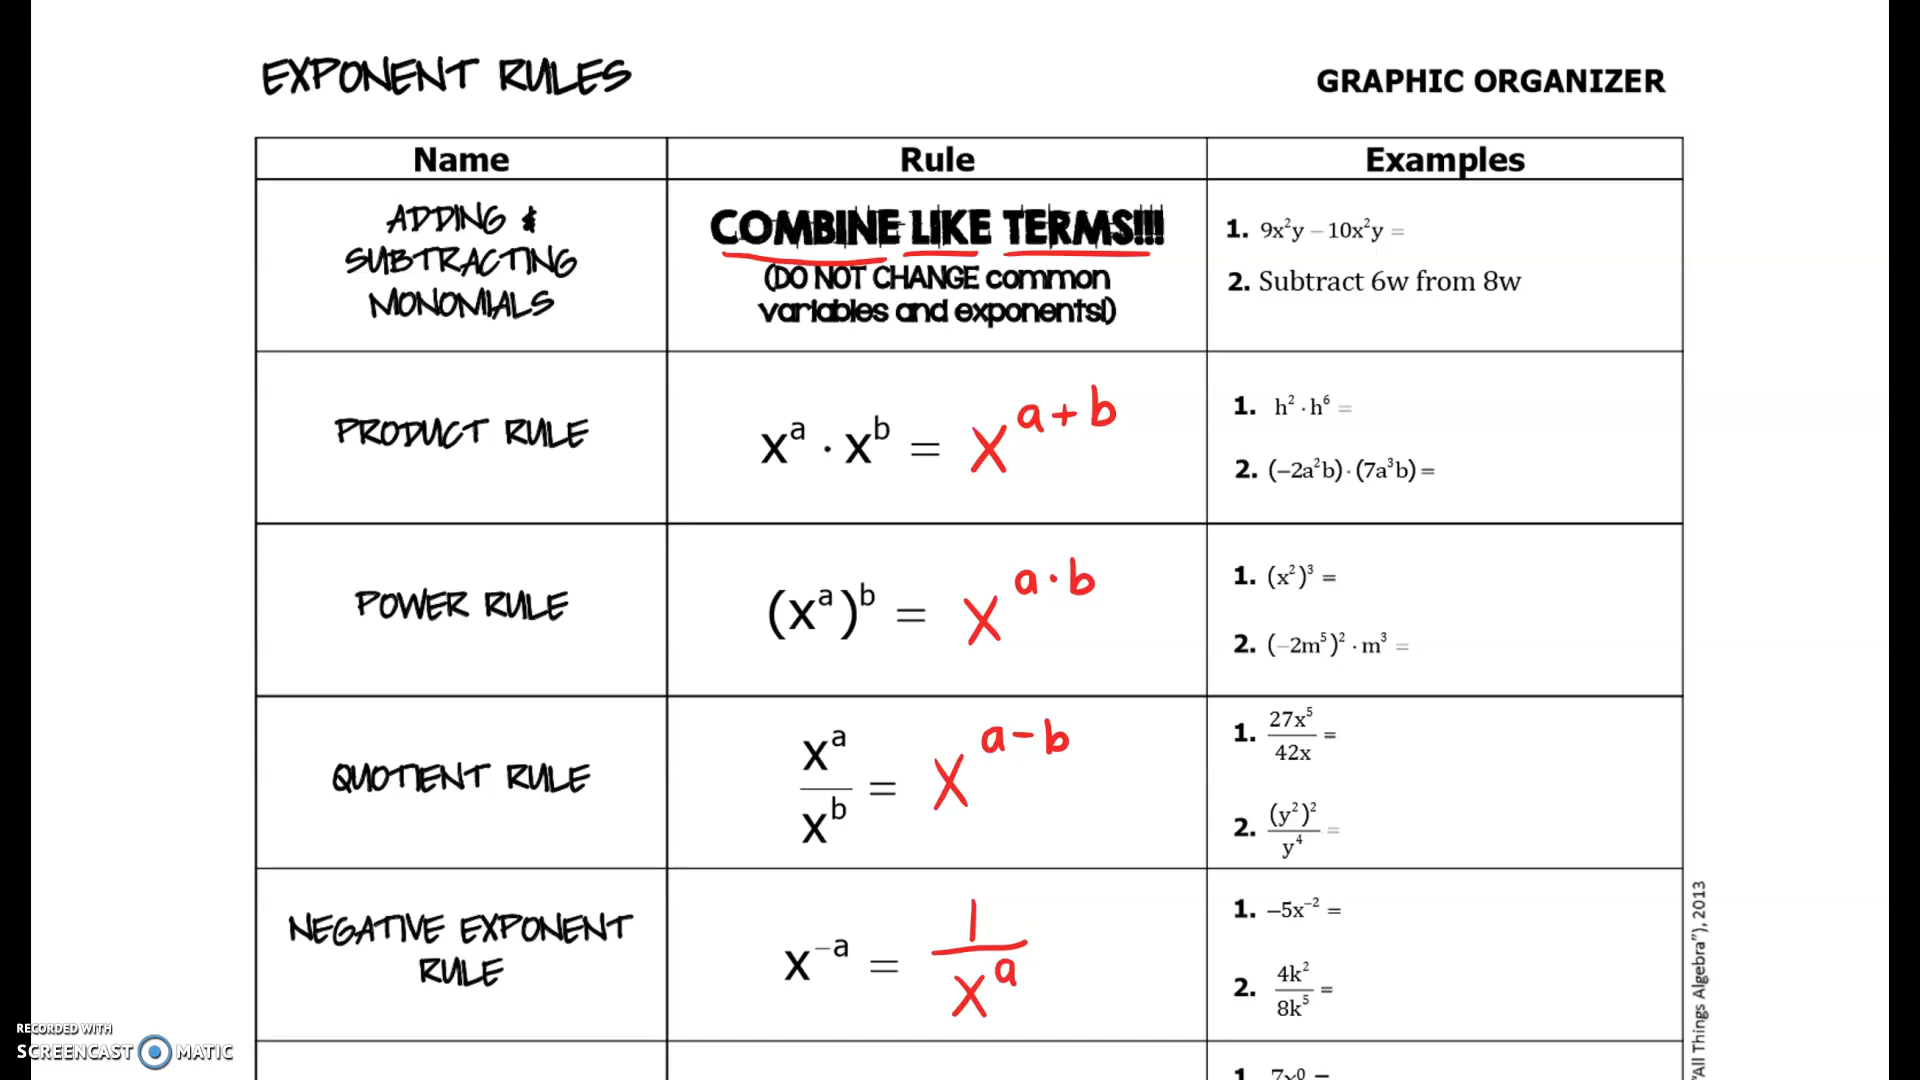 EXPONENT RULES
GRAPHIC ORGANIZER
Name
Rule
Examples
ADDING &
SUBTRACTING
MONOMIALS
COMBINE LIKE TERMS!!!
(DO NOT CHANGE common
variables and exponents!)
1. 9x²y – 10x²y =
2. Subtract 6w from 8w
PRODUCT RULE
xᵃ · xᵇ = x^(a+b)
1. h² · h⁶ =
2. (–2a²b) · (7a³b) =
POWER RULE
(xᵃ)ᵇ = x^(a·b)
1. (x²)³ =
2. (–2m⁵)² · m³ =
QUOTIENT RULE
xᵃ/xᵇ = x^(a–b)
1. 27x⁵/42x =
2. (y²)²/y⁴ =
NEGATIVE EXPONENT
RULE
x⁻ᵃ = 1/xᵃ
1. –5x⁻² =
2. 4k²/8k⁵ =
1. 7x⁰ =
"All Things Algebra"), 2013
RECORDED WITH
SCREENCAST MATIC